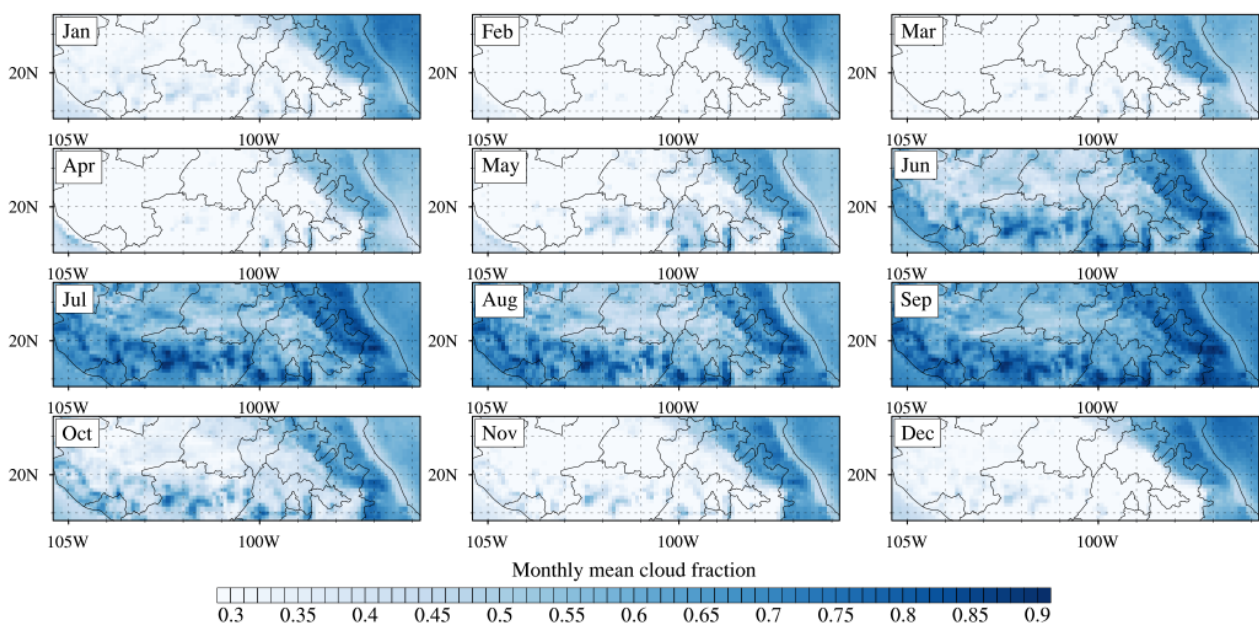 Jan Feb Mar
20N 20N 20N
105W 100W 105W 100W 105W 100W
Apr May Jun
20N 20N 20N
105W 100W 105W 100W 105W 100W
Jul Aug Sep
20N 20N 20N
105W 100W 105W 100W 105W 100W
Oct Nov Dec
20N 20N 20N
105W 100W 105W 100W 105W 100W
Monthly mean cloud fraction
0.3 0.35 0.4 0.45 0.5 0.55 0.6 0.65 0.7 0.75 0.8 0.85 0.9